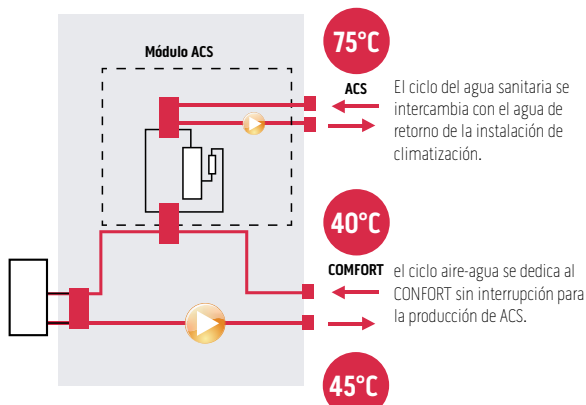 75°C
Módulo ACS
ACS
El ciclo del agua sanitaria se
intercambia con el agua de
retorno de la instalación de
climatización.
40°C
COMFORT
el ciclo aire-agua se dedica al
CONFORT sin interrupción para
la producción de ACS.
45°C